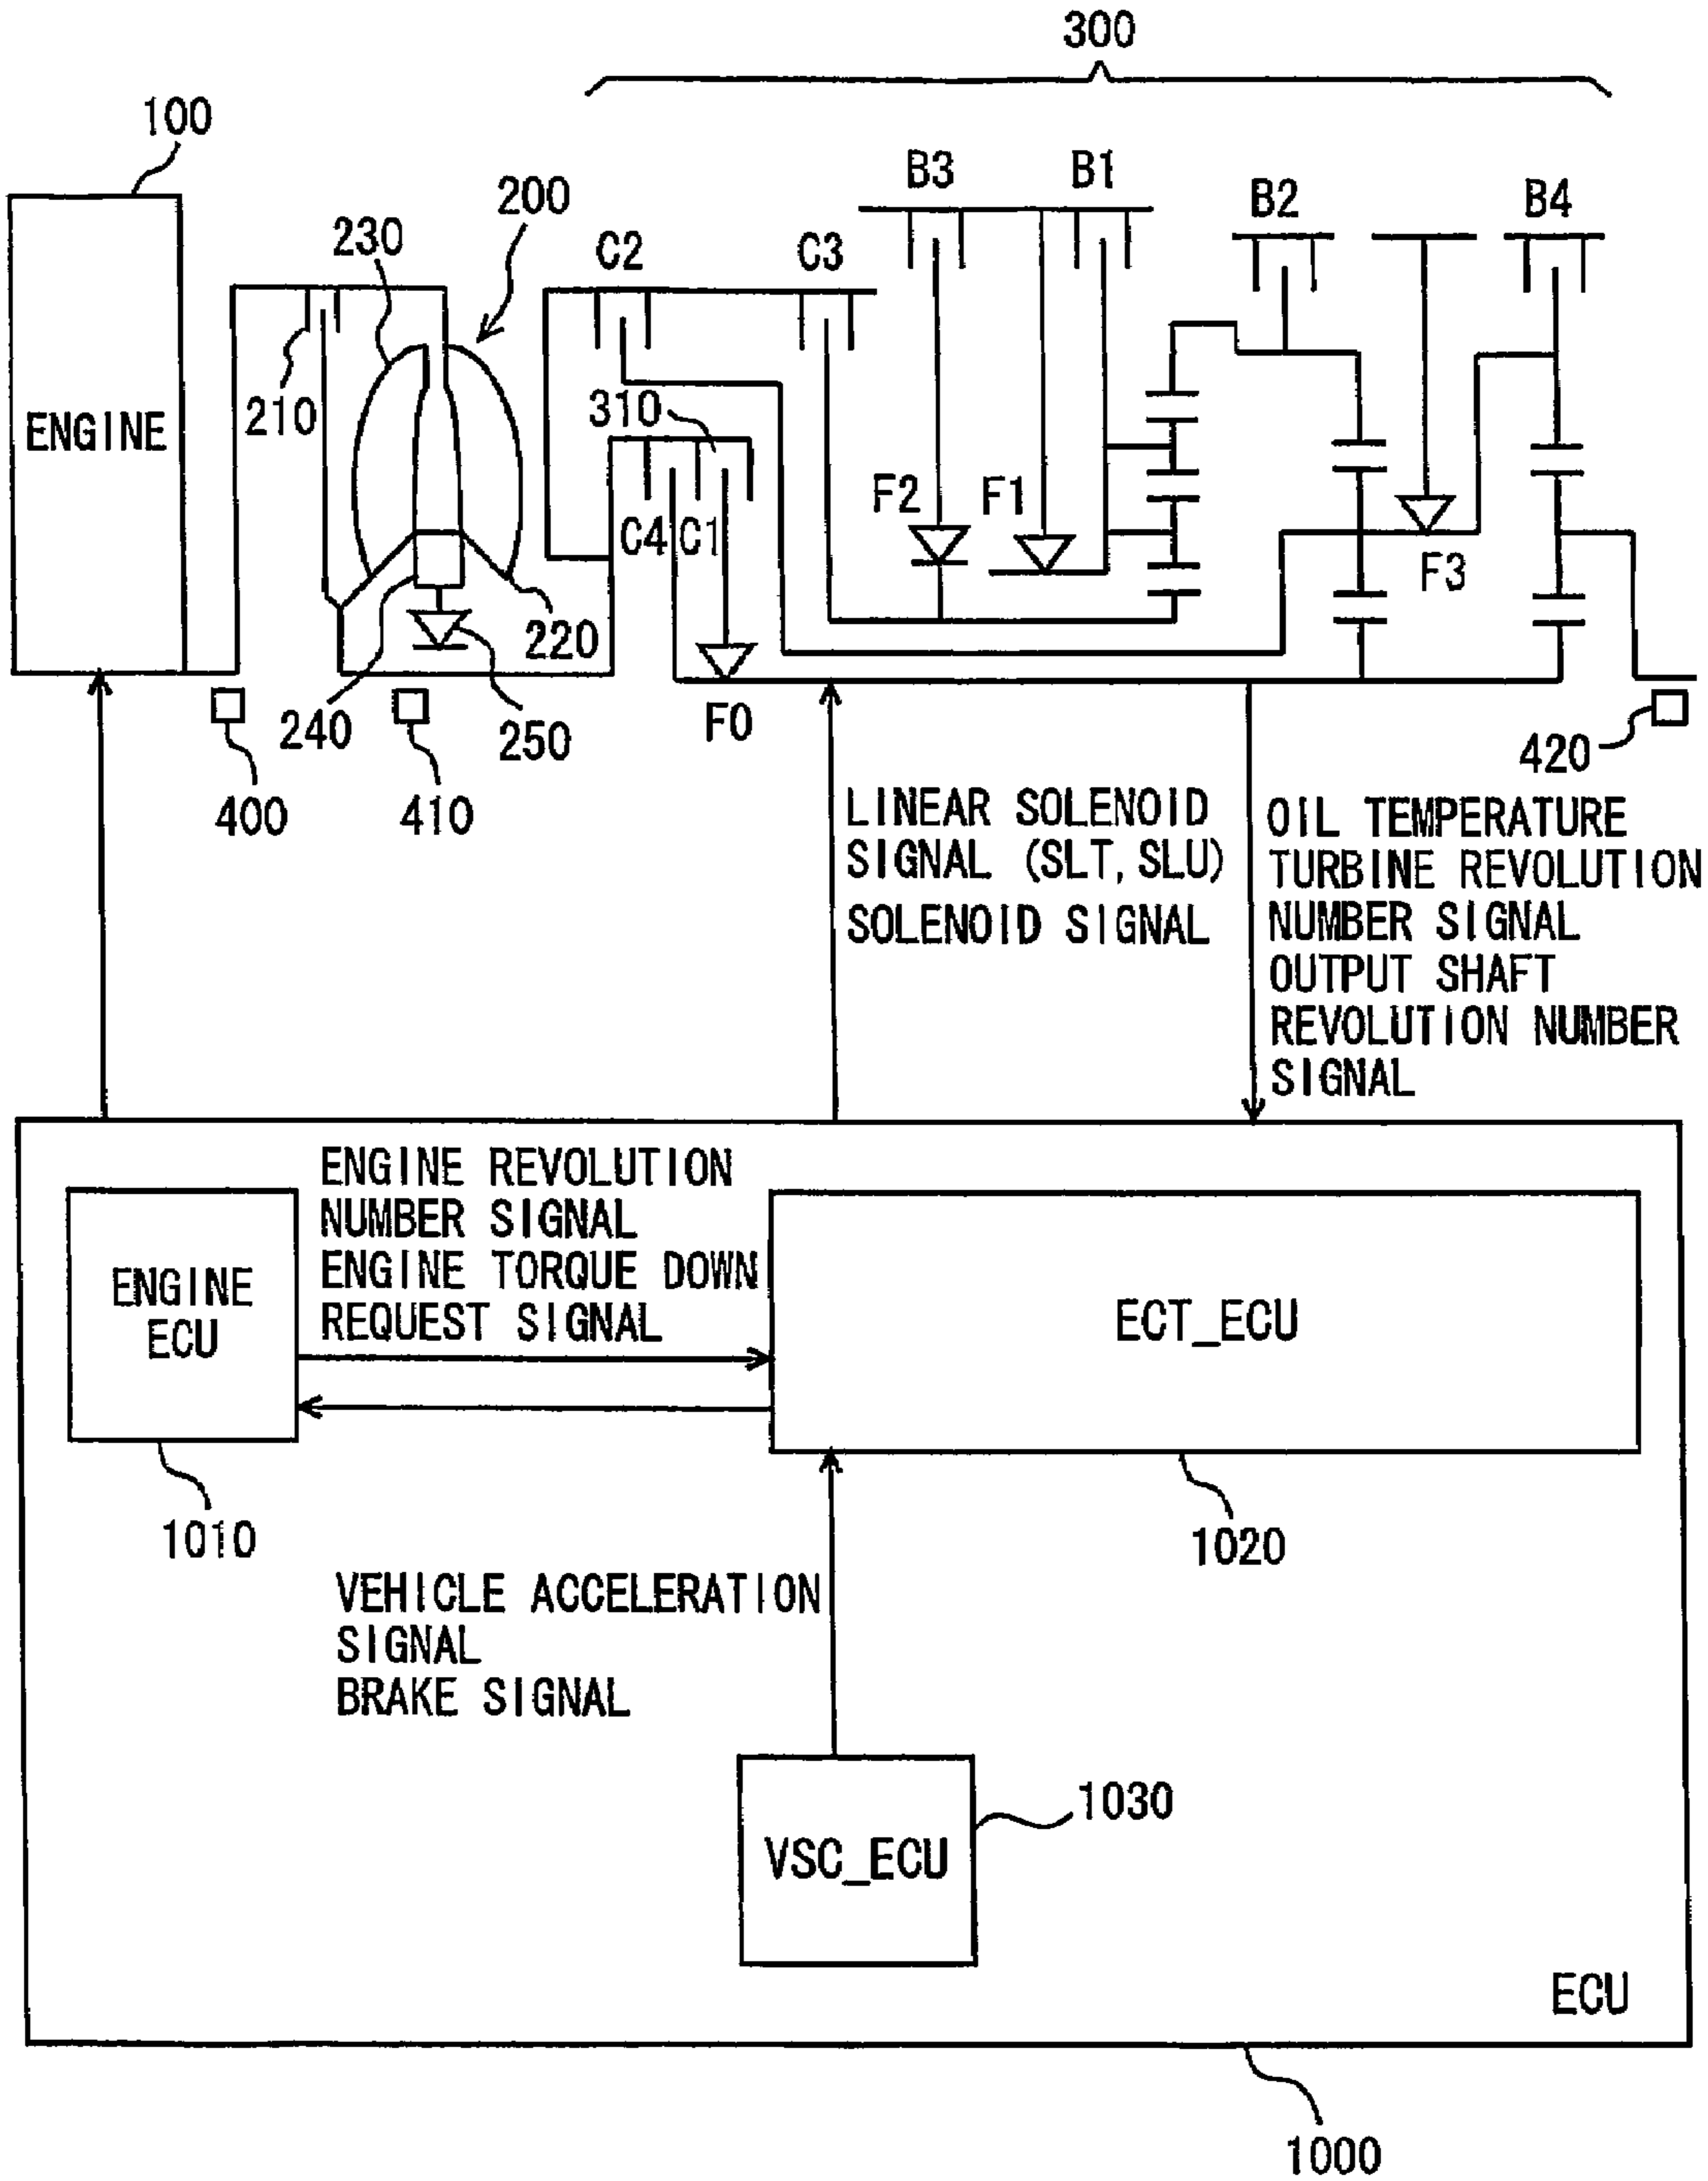 300
100
200
230
B3
B1
B2
B4
C2
C3
ENGINE
210
310
F2
F1
C4
C1
F3
220
240
250
F0
400
410
420
LINEAR SOLENOID
SIGNAL (SLT, SLU)
SOLENOID SIGNAL
OIL TEMPERATURE
TURBINE REVOLUTION
NUMBER SIGNAL
OUTPUT SHAFT
REVOLUTION NUMBER
SIGNAL
ENGINE REVOLUTION
NUMBER SIGNAL
ENGINE TORQUE DOWN
REQUEST SIGNAL
ENGINE
ECU
ECT_ECU
1010
1020
VEHICLE ACCELERATION
SIGNAL
BRAKE SIGNAL
1030
VSC_ECU
ECU
1000